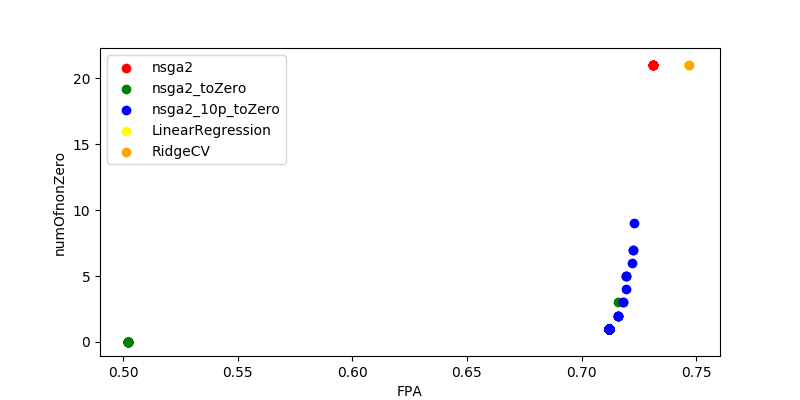 nsga2
nsga2_toZero
nsga2_10p_toZero
LinearRegression
RidgeCV
numOfnonZero
20
15
10
5
0
0.50 0.55 0.60 0.65 0.70 0.75
FPA